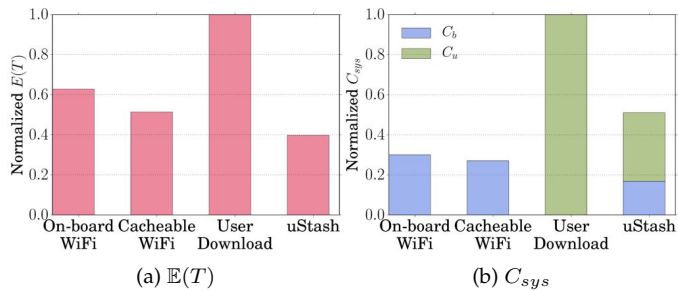 Normalized E(T)
1.0
0.8
0.6
0.4
0.2
0.0
On-board WiFi
Cacheable WiFi
User Download
uStash
(a) 𝔼(T)
Normalized C_sys
1.0
0.8
0.6
0.4
0.2
0.0
C_b
C_u
On-board WiFi
Cacheable WiFi
User Download
uStash
(b) C_sys